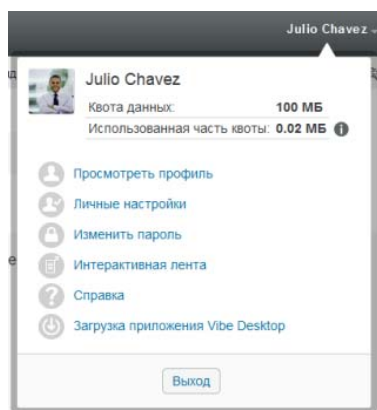 Julio Chavez
Julio Chavez
Квота данных: 100 МБ
Использованная часть квоты: 0.02 МБ
Просмотреть профиль
Личные настройки
Изменить пароль
Интерактивная лента
Справка
Загрузка приложения Vibe Desktop
Выход